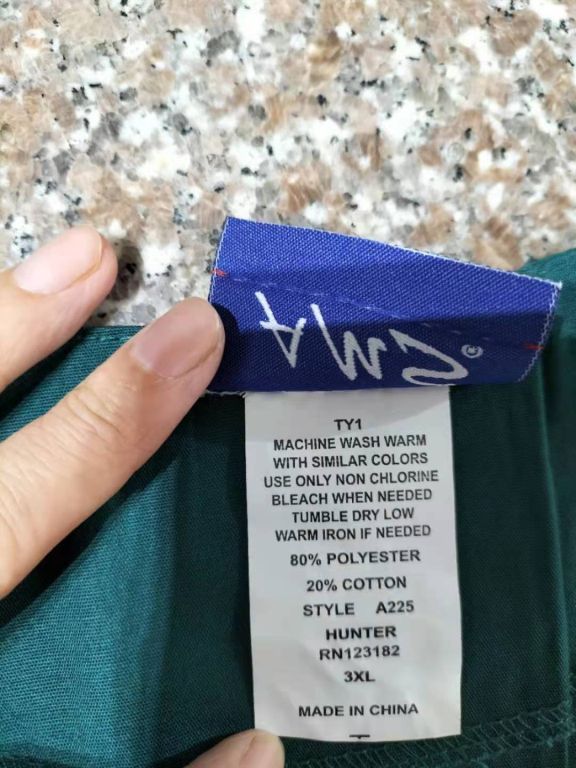 TY1
MACHINE WASH WARM
WITH SIMILAR COLORS
USE ONLY NON CHLORINE
BLEACH WHEN NEEDED
TUMBLE DRY LOW
WARM IRON IF NEEDED
80% POLYESTER
20% COTTON
STYLE A225
HUNTER
RN123182
3XL
MADE IN CHINA